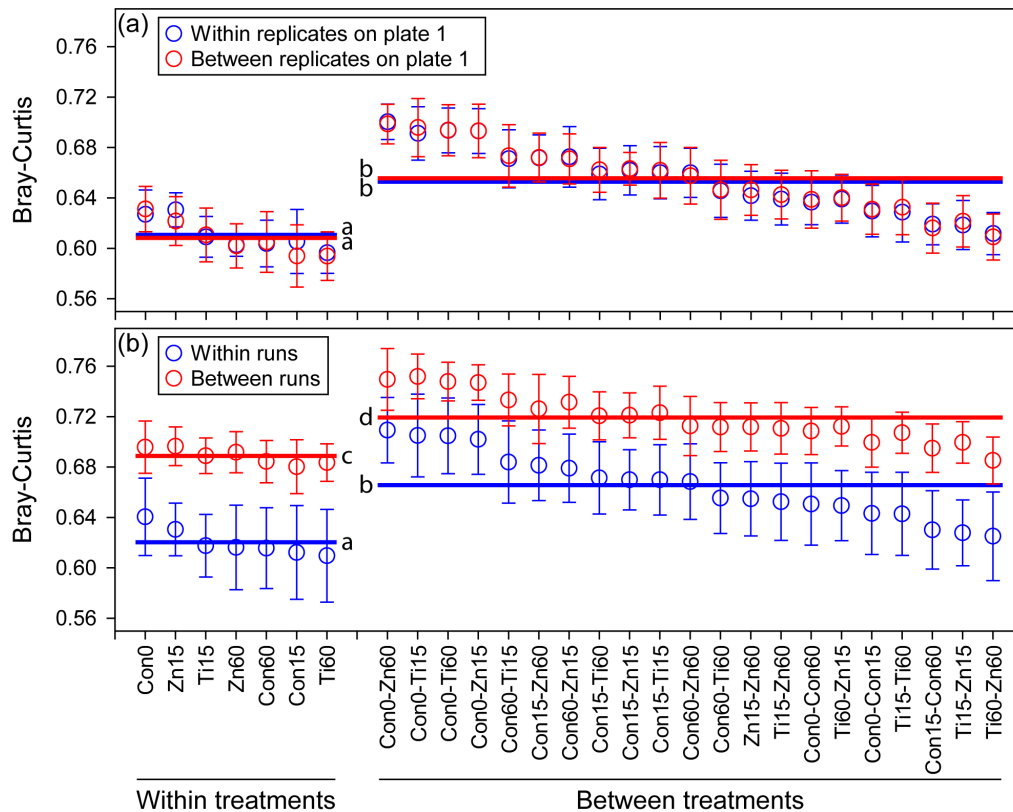 (a)
Within replicates on plate 1
Between replicates on plate 1
Bray-Curtis
0.76
0.72
0.68
0.64
0.60
0.56
a
a
b
b
(b)
Within runs
Between runs
Bray-Curtis
0.76
0.72
0.68
0.64
0.60
0.56
c
a
d
b
Con0
Zn15
Ti15
Zn60
Con60
Con15
Ti60
Con0-Zn60
Con0-Ti15
Con0-Ti60
Con0-Zn15
Con60-Ti15
Con15-Zn60
Con60-Zn15
Con15-Ti60
Con15-Zn15
Con15-Ti15
Con60-Zn60
Con60-Ti60
Zn15-Zn60
Ti15-Zn60
Con0-Con60
Ti60-Zn15
Con0-Con15
Ti15-Ti60
Con15-Con60
Ti15-Zn15
Ti60-Zn60
Within treatments
Between treatments